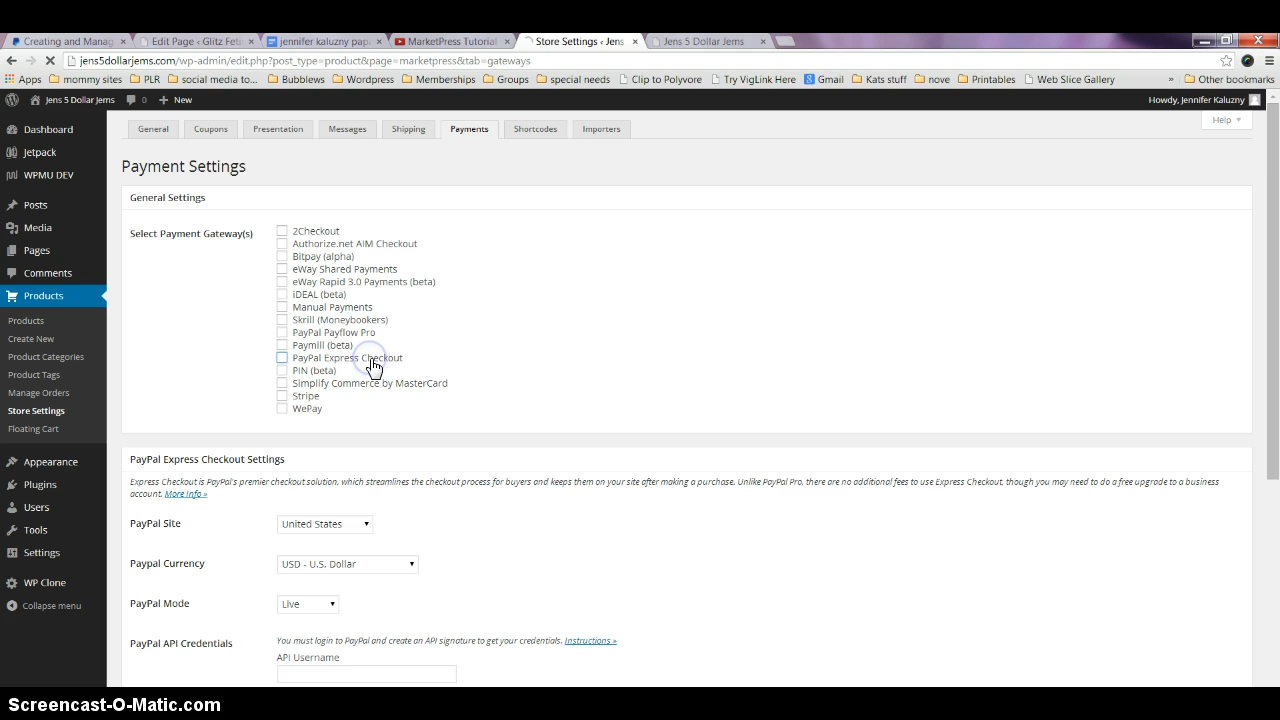 Creating and Manag
Edit Page ‹ Glitz Fet
jennifer kaluzny pap
MarketPress Tutorial
Store Settings ‹ Jens
Jens 5 Dollar Jems
jens5dollarjems.com/wp-admin/edit.php?post_type=product&page=marketpress&tab=gateways
Apps mommy sites PLR social media to... Bubblews Wordpress Memberships Groups special needs Clip to Polyvore Try VigLink Here Gmail Kats stuff nove Printables Web Slice Gallery » Other bookmarks
Jens 5 Dollar Jems 0 + New Howdy, Jennifer Kaluzny
Dashboard
Jetpack
WPMU DEV
Posts
Media
Pages
Comments
Products
Products
Create New
Product Categories
Product Tags
Manage Orders
Store Settings
Floating Cart
Appearance
Plugins
Users
Tools
Settings
WP Clone
Collapse menu
General Coupons Presentation Messages Shipping Payments Shortcodes Importers Help
Payment Settings
General Settings
Select Payment Gateway(s)
2Checkout
Authorize.net AIM Checkout
Bitpay (alpha)
eWay Shared Payments
eWay Rapid 3.0 Payments (beta)
iDEAL (beta)
Manual Payments
Skrill (Moneybookers)
PayPal Payflow Pro
Paymill (beta)
PayPal Express Checkout
PIN (beta)
Simplify Commerce by MasterCard
Stripe
WePay
PayPal Express Checkout Settings
Express Checkout is PayPal's premier checkout solution, which streamlines the checkout process for buyers and keeps them on your site after making a purchase. Unlike PayPal Pro, there are no additional fees to use Express Checkout, though you may need to do a free upgrade to a business
account. More Info »
PayPal Site United States
Paypal Currency USD - U.S. Dollar
PayPal Mode Live
PayPal API Credentials You must login to PayPal and create an API signature to get your credentials. Instructions »
API Username
Screencast-O-Matic.com